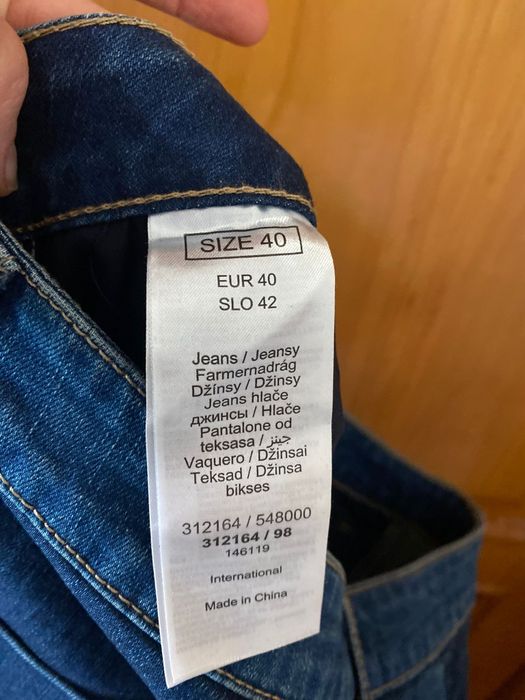 SIZE 40
EUR 40
SLO 42
Jeans / Jeansy
Farmernadrág
Džínsy / Džinsy
Jeans hlače
джинсы / Hlače
Pantalone od
teksasa / جينز
Vaquero / Džinsai
Teksad / Džinsa
bikses
312164 / 548000
312164 / 98
146119
International
Made in China